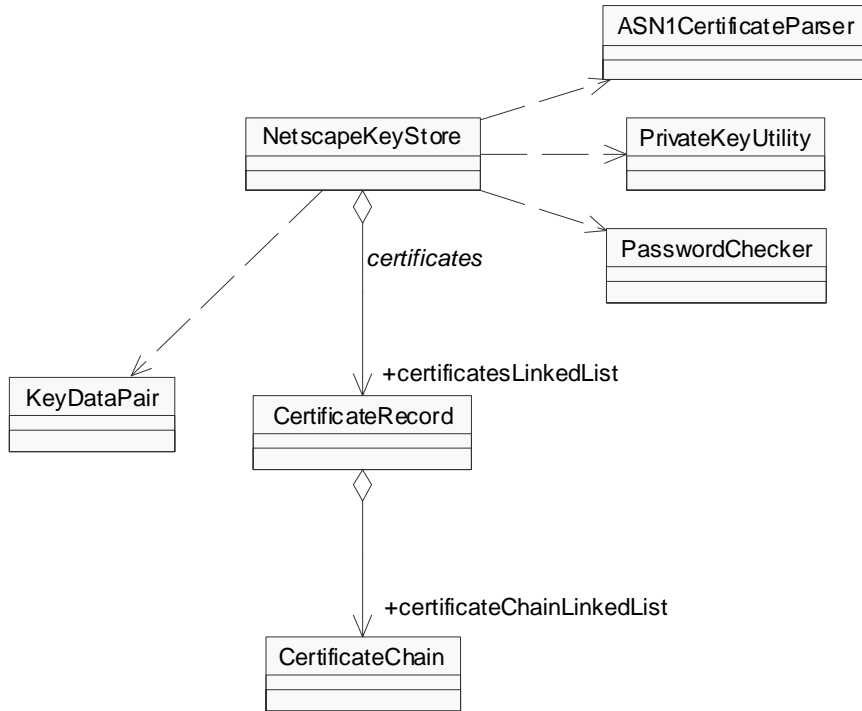 ASN1CertificateParser
NetscapeKeyStore
PrivateKeyUtility
PasswordChecker
certificates
+certificatesLinkedList
KeyDataPair
CertificateRecord
+certificateChainLinkedList
CertificateChain